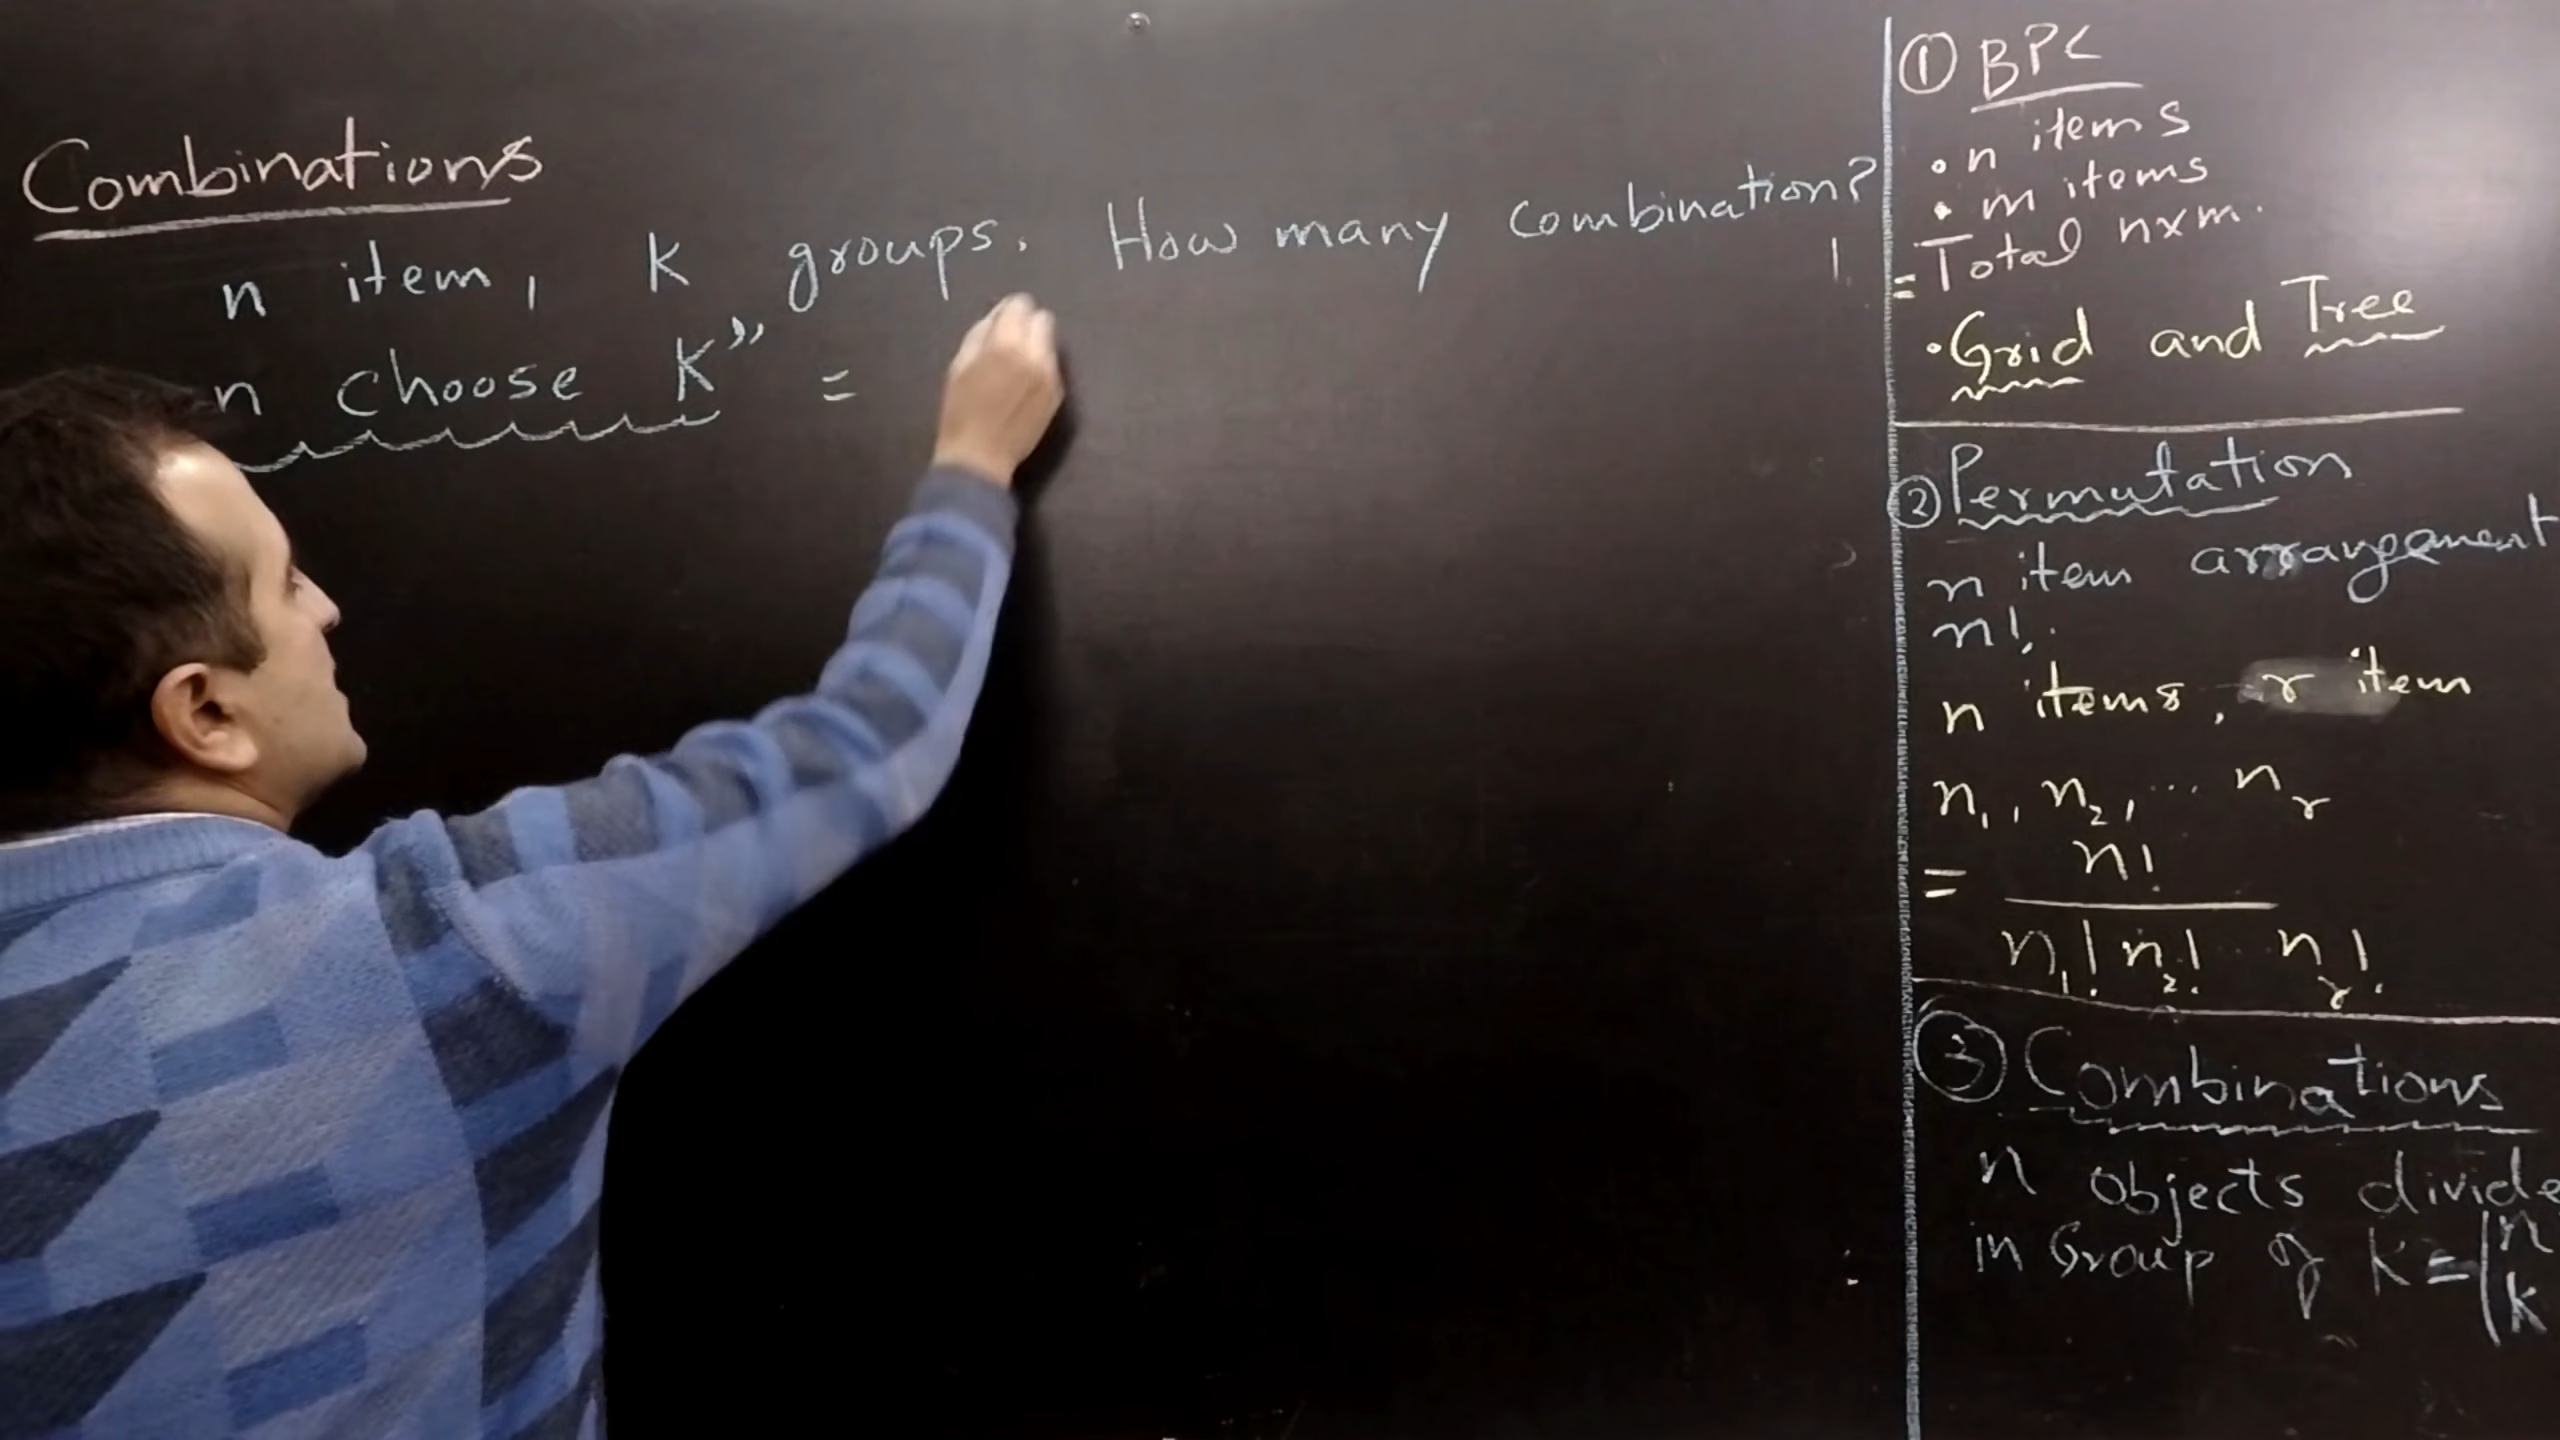 Combinations
n item, k groups. How many combination?
n choose k" =
① BPC
• n items
• m items
= Total n×m.
• Grid and Tree
② Permutation
n item arrangement
n!
n items, r item
n₁, n₂, ... nᵣ
= n!
n₁! n₂! nᵣ!
③ Combinations
n objects divide
in Group of k = (n
k